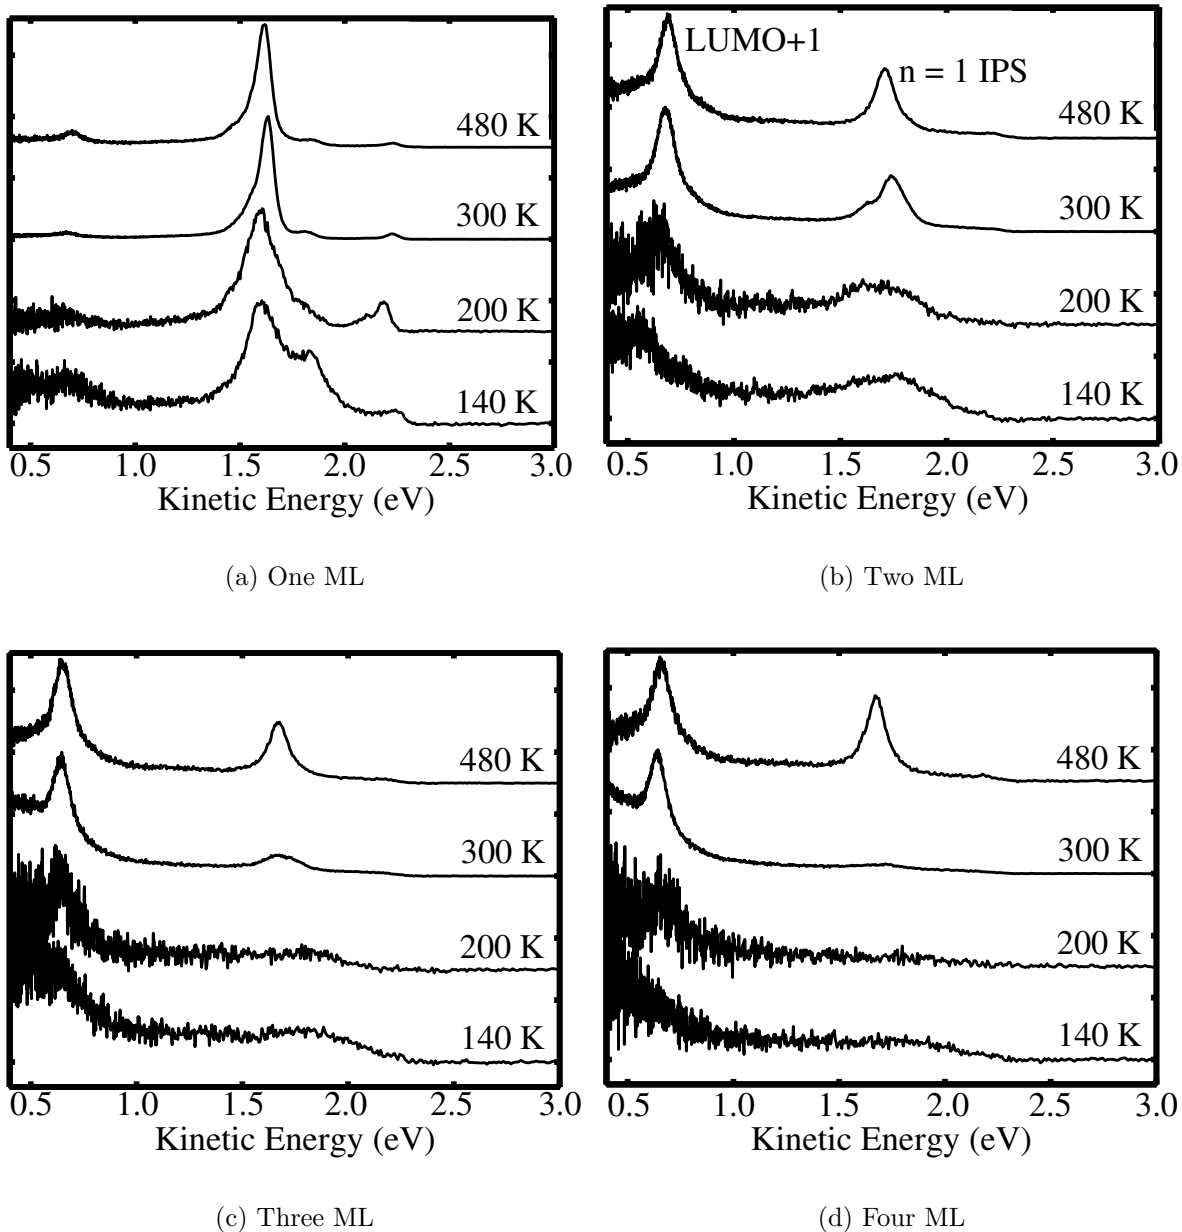 480 K
300 K
200 K
140 K
0.5 1.0 1.5 2.0 2.5 3.0
Kinetic Energy (eV)
(a) One ML
LUMO+1
n = 1 IPS
480 K
300 K
200 K
140 K
0.5 1.0 1.5 2.0 2.5 3.0
Kinetic Energy (eV)
(b) Two ML
480 K
300 K
200 K
140 K
0.5 1.0 1.5 2.0 2.5 3.0
Kinetic Energy (eV)
(c) Three ML
480 K
300 K
200 K
140 K
0.5 1.0 1.5 2.0 2.5 3.0
Kinetic Energy (eV)
(d) Four ML